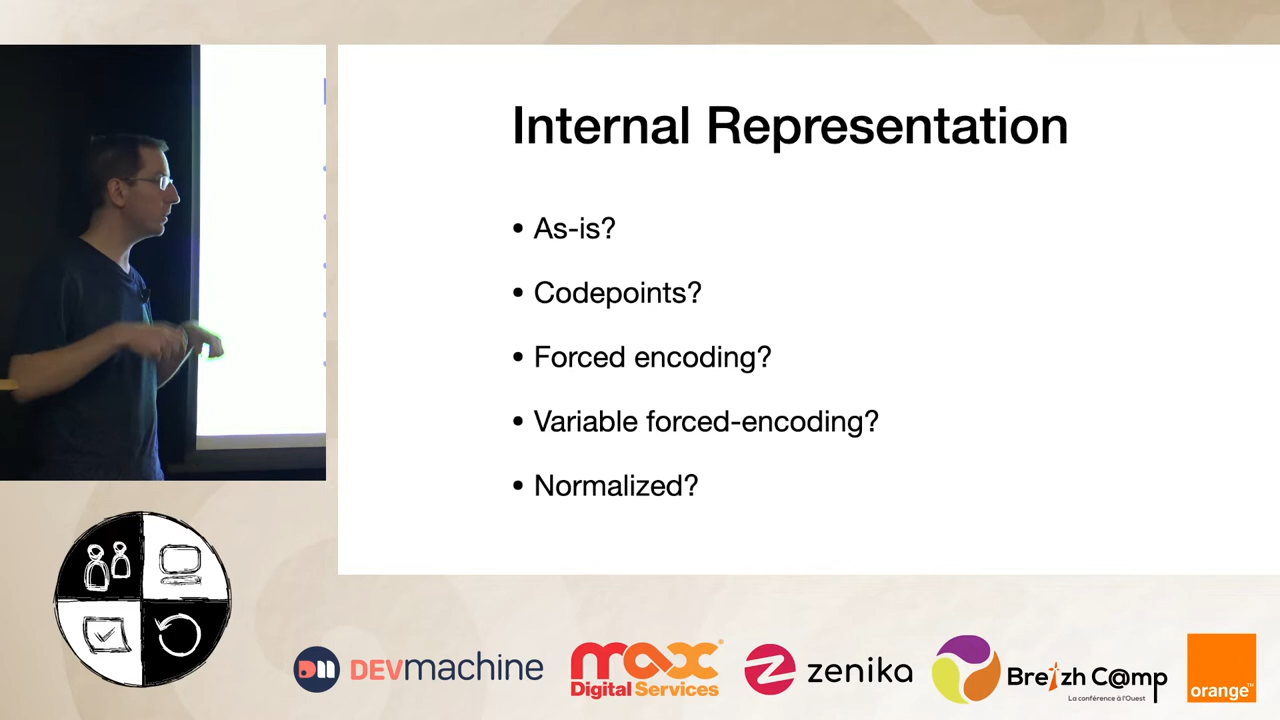 Internal Representation
• As-is?
• Codepoints?
• Forced encoding?
• Variable forced-encoding?
• Normalized?
DEVmachine
max
Digital Services
zenika
Breizh C@mp
La conférence à l'Ouest
orange™